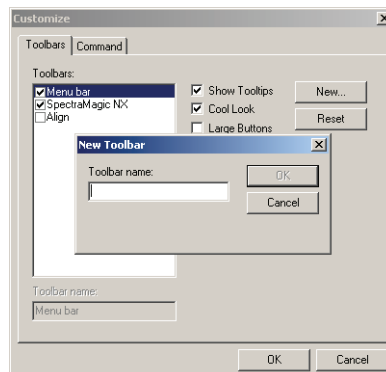 Customize
Toolbars Command
Toolbars:
Menu bar
SpectraMagic NX
Align
Show Tooltips
Cool Look
Large Buttons
New...
Reset
New Toolbar
Toolbar name:
OK
Cancel
Toolbar name:
Menu bar
OK Cancel